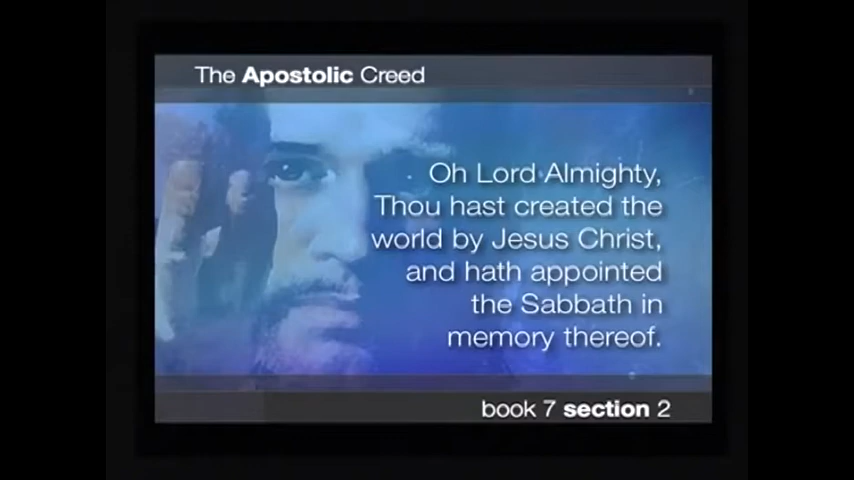 The Apostolic Creed
Oh Lord Almighty,
Thou hast created the
world by Jesus Christ,
and hath appointed
the Sabbath in
memory thereof.
book 7 section 2